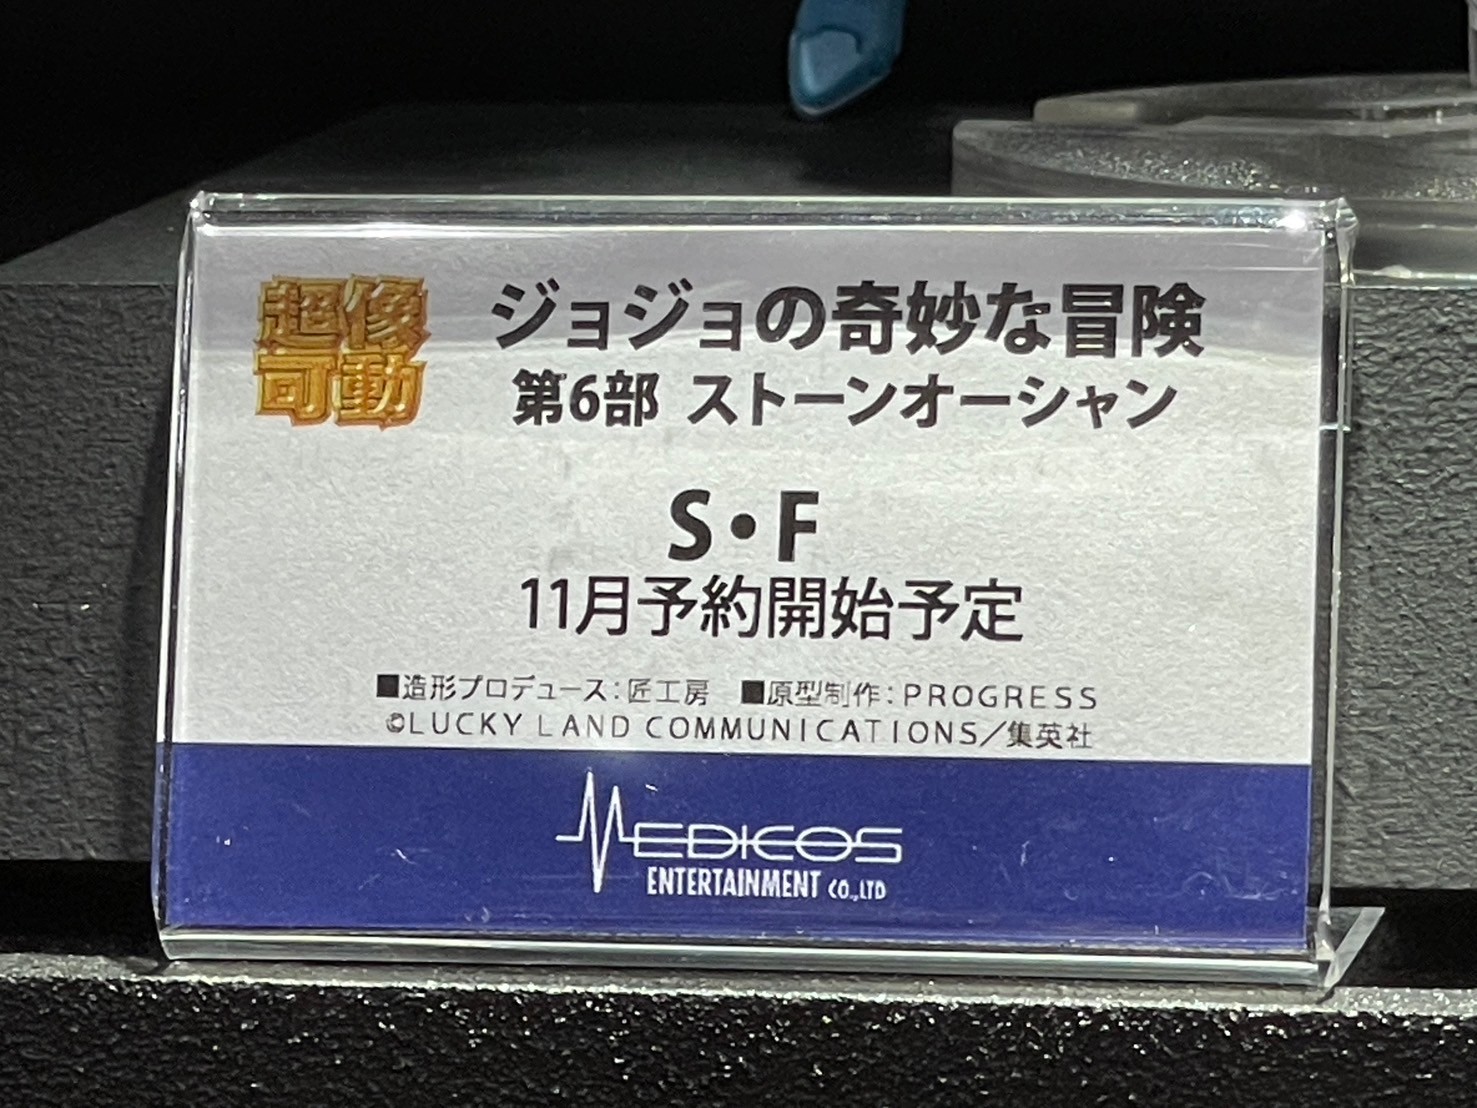 超像
可動
ジョジョの奇妙な冒険
第6部 ストーンオーシャン
S・F
11月予約開始予定
■造形プロデュース：匠工房 ■原型制作：PROGRESS
©LUCKY LAND COMMUNICATIONS／集英社
MEDICOS
ENTERTAINMENT CO.,LTD